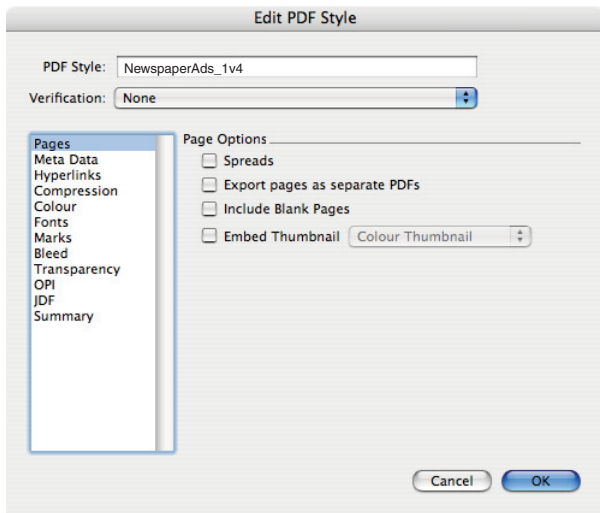 Edit PDF Style
PDF Style: NewspaperAds_1v4
Verification: None
Pages
Meta Data
Hyperlinks
Compression
Colour
Fonts
Marks
Bleed
Transparency
OPI
JDF
Summary
Page Options
Spreads
Export pages as separate PDFs
Include Blank Pages
Embed Thumbnail Colour Thumbnail
Cancel OK